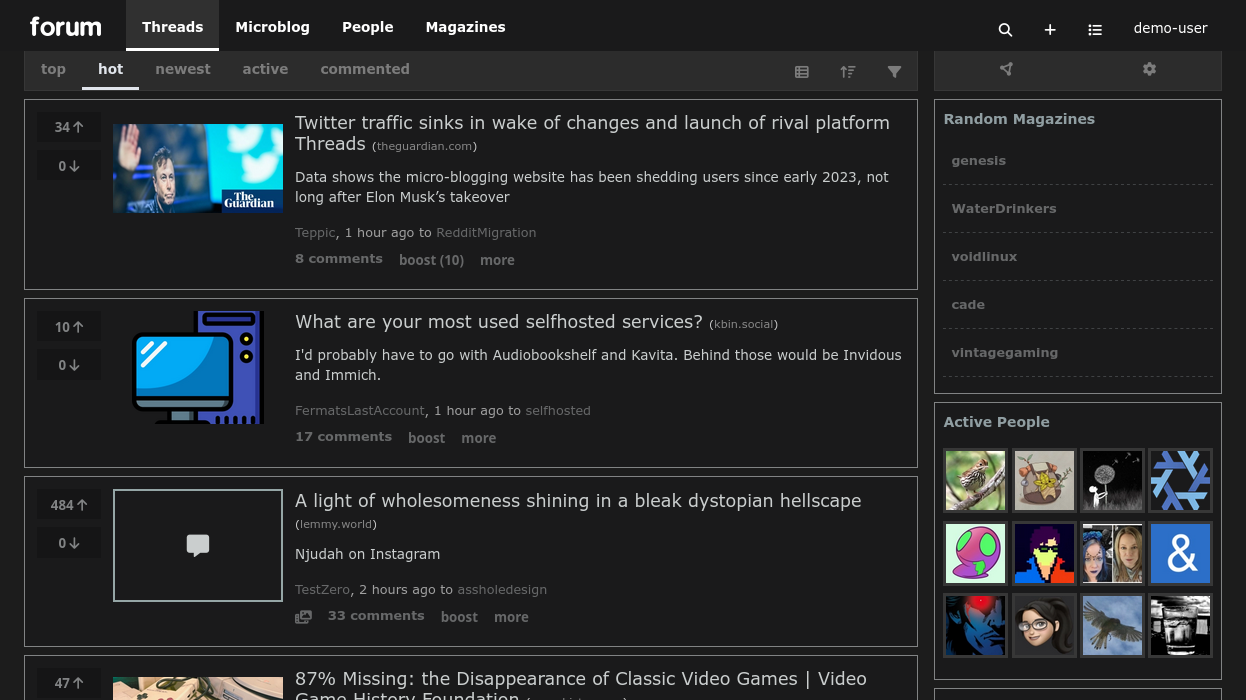 forum
Threads
Microblog
People
Magazines
demo-user
top
hot
newest
active
commented
34
0
The
Guardian
Twitter traffic sinks in wake of changes and launch of rival platform
Threads (theguardian.com)
Data shows the micro-blogging website has been shedding users since early 2023, not
long after Elon Musk’s takeover
Teppic, 1 hour ago to RedditMigration
8 comments boost (10) more
10
0
What are your most used selfhosted services? (kbin.social)
I'd probably have to go with Audiobookshelf and Kavita. Behind those would be Invidous
and Immich.
FermatsLastAccount, 1 hour ago to selfhosted
17 comments boost more
484
0
A light of wholesomeness shining in a bleak dystopian hellscape
(lemmy.world)
Njudah on Instagram
TestZero, 2 hours ago to assholedesign
33 comments boost more
47
87% Missing: the Disappearance of Classic Video Games | Video
Game History Foundation
Random Magazines
genesis
WaterDrinkers
voidlinux
cade
vintagegaming
Active People
&